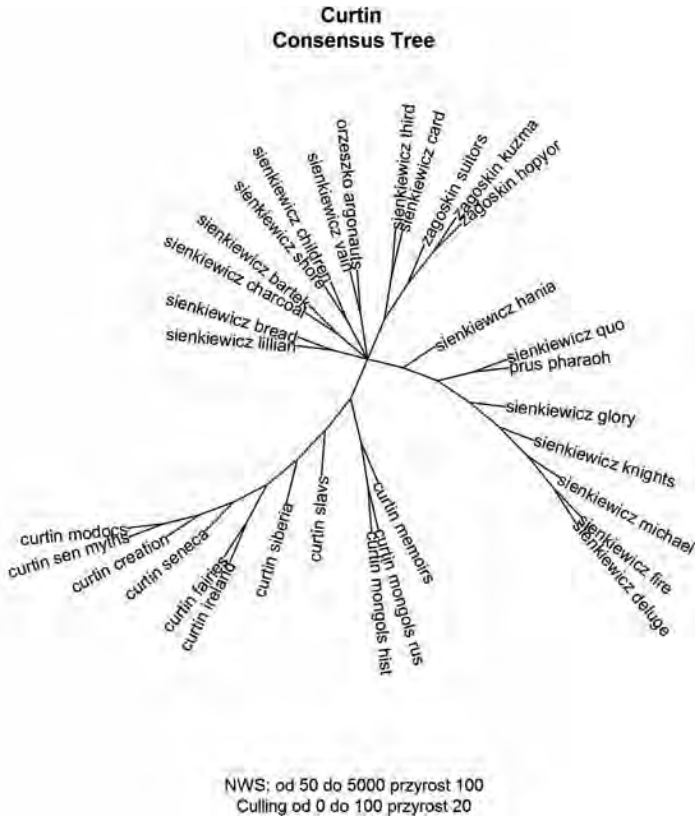 Curtin
Consensus Tree
sienkiewicz third
sienkiewicz card
zagoskin suitors
zagoskin kuzma
zagoskin hopyor
orzeszko argonauts
sienkiewicz vain
sienkiewicz children
sienkiewicz shore
sienkiewicz bartek
sienkiewicz charcoal
sienkiewicz bread
sienkiewicz lillian
sienkiewicz hania
sienkiewicz quo
prus pharaoh
sienkiewicz glory
sienkiewicz knights
sienkiewicz michael
sienkiewicz fire
sienkiewicz deluge
curtin memoirs
curtin mongols rus
curtin mongols hist
curtin slavs
curtin siberia
curtin ireland
curtin fairies
curtin seneca
curtin creation
curtin sen myths
curtin modocs
NWS: od 50 do 5000 przyrost 100
Culling od 0 do 100 przyrost 20